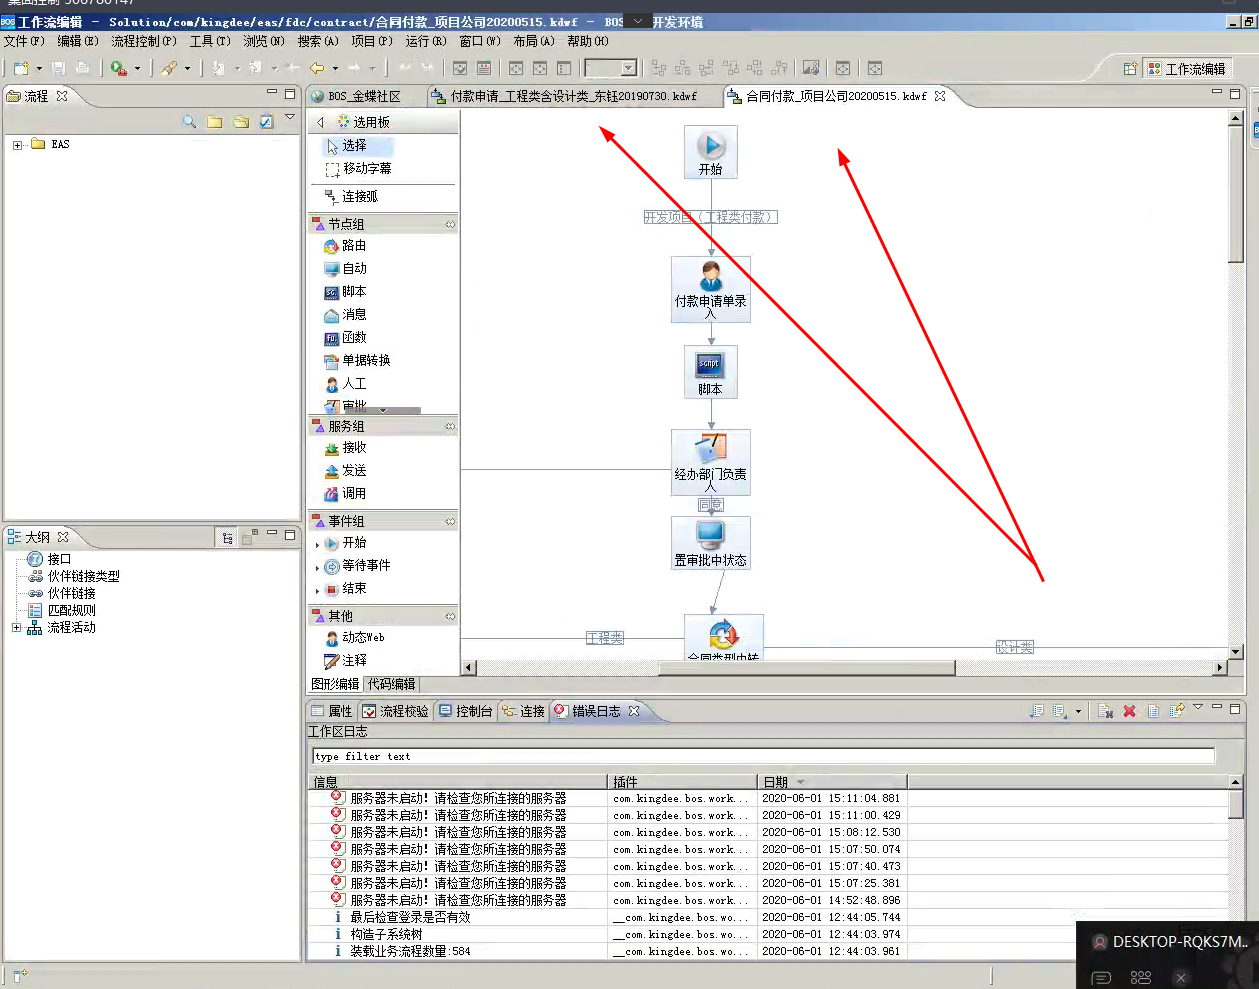 工作流编辑 - Solution/com/kingdee/eas/fdc/contract/合同付款_项目公司20200515.kdwf - BOS 开发环境
文件(F) 编辑(E) 流程控制(P) 工具(T) 浏览(N) 搜索(A) 项目(P) 运行(R) 窗口(W) 布局(A) 帮助(H)
工作流编辑
流程
BOS_金蝶社区
付款申请_工程类含设计类_东钰20190730.kdwf
合同付款_项目公司20200515.kdwf
EAS
选用板
选择
移动字幕
连接弧
节点组
路由
自动
脚本
消息
函数
单据转换
人工
审批
服务组
接收
发送
调用
事件组
开始
等待事件
结束
其他
动态Web
注释
图形编辑 代码编辑
开始
开发项目（工程类付款）
付款申请单录入
script
脚本
经办部门负责人
同意
置审批中状态
工程类
合同类型中转
设计类
大纲
接口
伙伴链接类型
伙伴链接
匹配规则
流程活动
属性 流程校验 控制台 连接 错误日志
工作区日志
type filter text
信息 插件 日期
服务器未启动！请检查您所连接的服务器 com.kingdee.bos.work... 2020-06-01 15:11:04.881
服务器未启动！请检查您所连接的服务器 com.kingdee.bos.work... 2020-06-01 15:11:00.429
服务器未启动！请检查您所连接的服务器 com.kingdee.bos.work... 2020-06-01 15:08:12.530
服务器未启动！请检查您所连接的服务器 com.kingdee.bos.work... 2020-06-01 15:07:50.074
服务器未启动！请检查您所连接的服务器 com.kingdee.bos.work... 2020-06-01 15:07:40.473
服务器未启动！请检查您所连接的服务器 com.kingdee.bos.work... 2020-06-01 15:07:25.381
服务器未启动！请检查您所连接的服务器 com.kingdee.bos.work... 2020-06-01 14:52:48.896
最后检查登录是否有效 __com.kingdee.bos.wo... 2020-06-01 12:44:05.744
构造子系统树 __com.kingdee.bos.wo... 2020-06-01 12:44:03.974
装载业务流程数量:584 __com.kingdee.bos.wo... 2020-06-01 12:44:03.961
DESKTOP-RQKS7M..